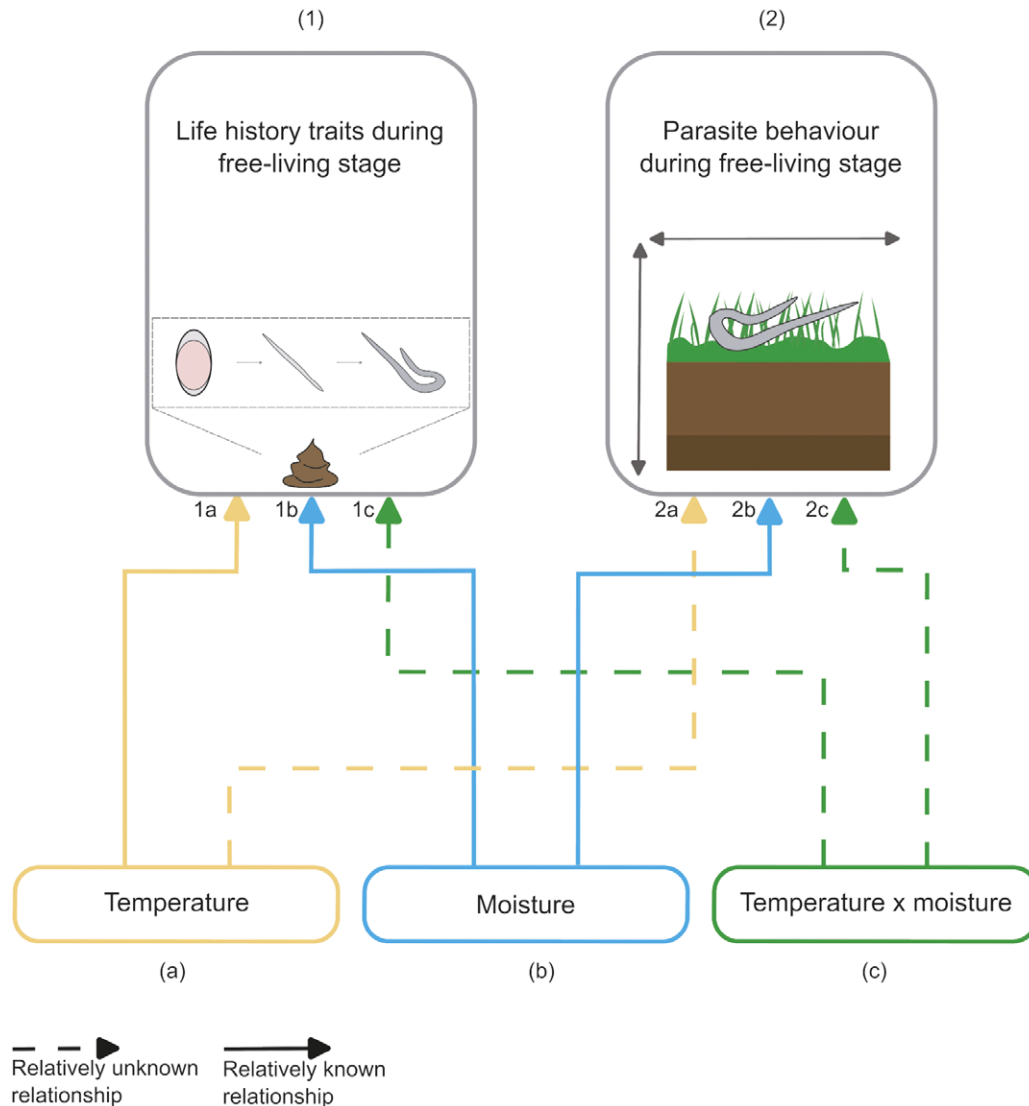 (1)
(2)
Life history traits during
free-living stage
Parasite behaviour
during free-living stage
1a
1b
1c
2a
2b
2c
Temperature
Moisture
Temperature x moisture
(a)
(b)
(c)
Relatively unknown
relationship
Relatively known
relationship